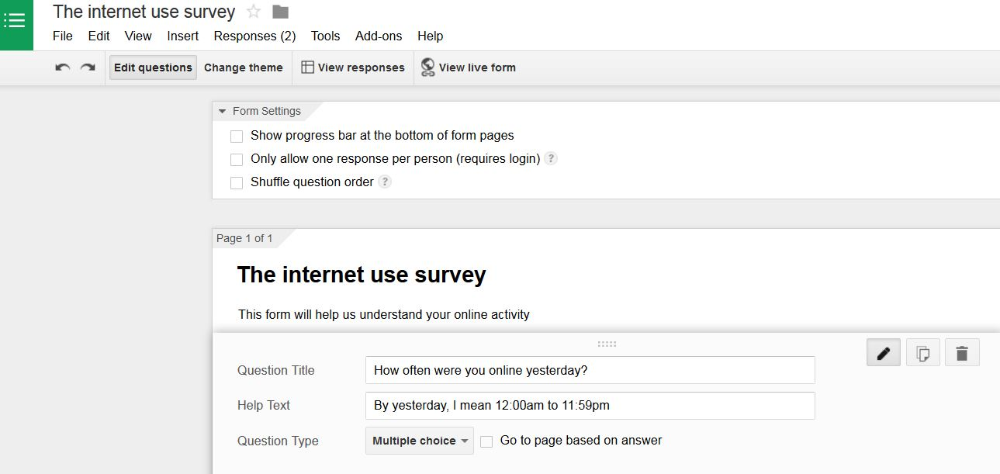 The internet use survey
File Edit View Insert Responses (2) Tools Add-ons Help
Edit questions Change theme View responses View live form
Form Settings
Show progress bar at the bottom of form pages
Only allow one response per person (requires login) ?
Shuffle question order ?
Page 1 of 1
The internet use survey
This form will help us understand your online activity
Question Title How often were you online yesterday?
Help Text By yesterday, I mean 12:00am to 11:59pm
Question Type Multiple choice Go to page based on answer